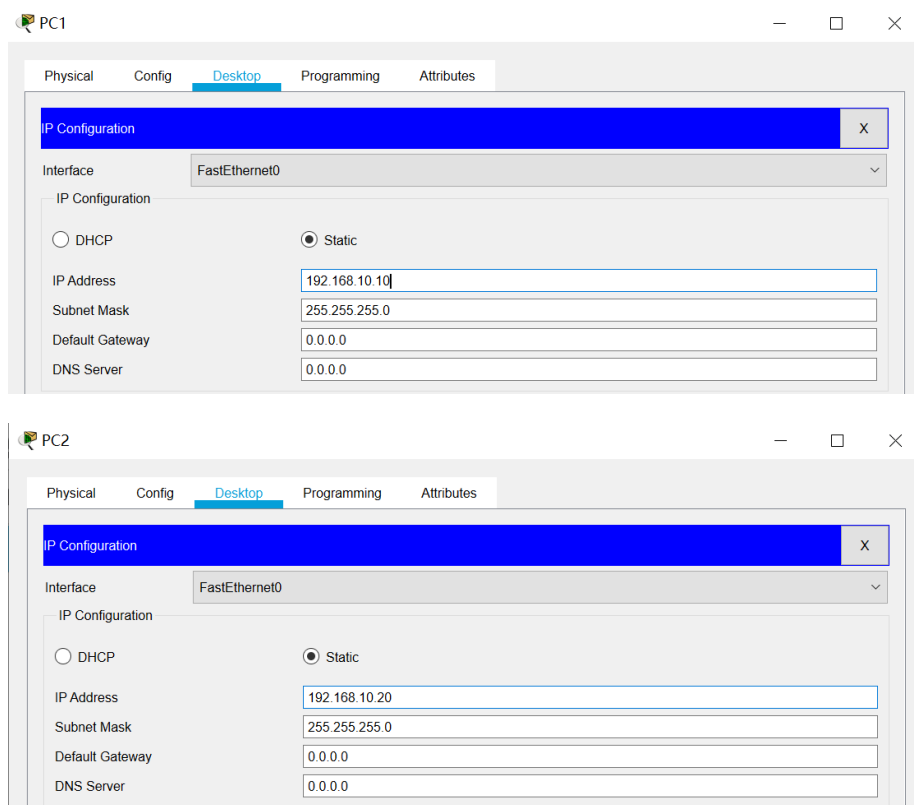 PC1
Physical Config Desktop Programming Attributes
IP Configuration X
Interface FastEthernet0
IP Configuration
DHCP Static
IP Address 192.168.10.10
Subnet Mask 255.255.255.0
Default Gateway 0.0.0.0
DNS Server 0.0.0.0
PC2
Physical Config Desktop Programming Attributes
IP Configuration X
Interface FastEthernet0
IP Configuration
DHCP Static
IP Address 192.168.10.20
Subnet Mask 255.255.255.0
Default Gateway 0.0.0.0
DNS Server 0.0.0.0